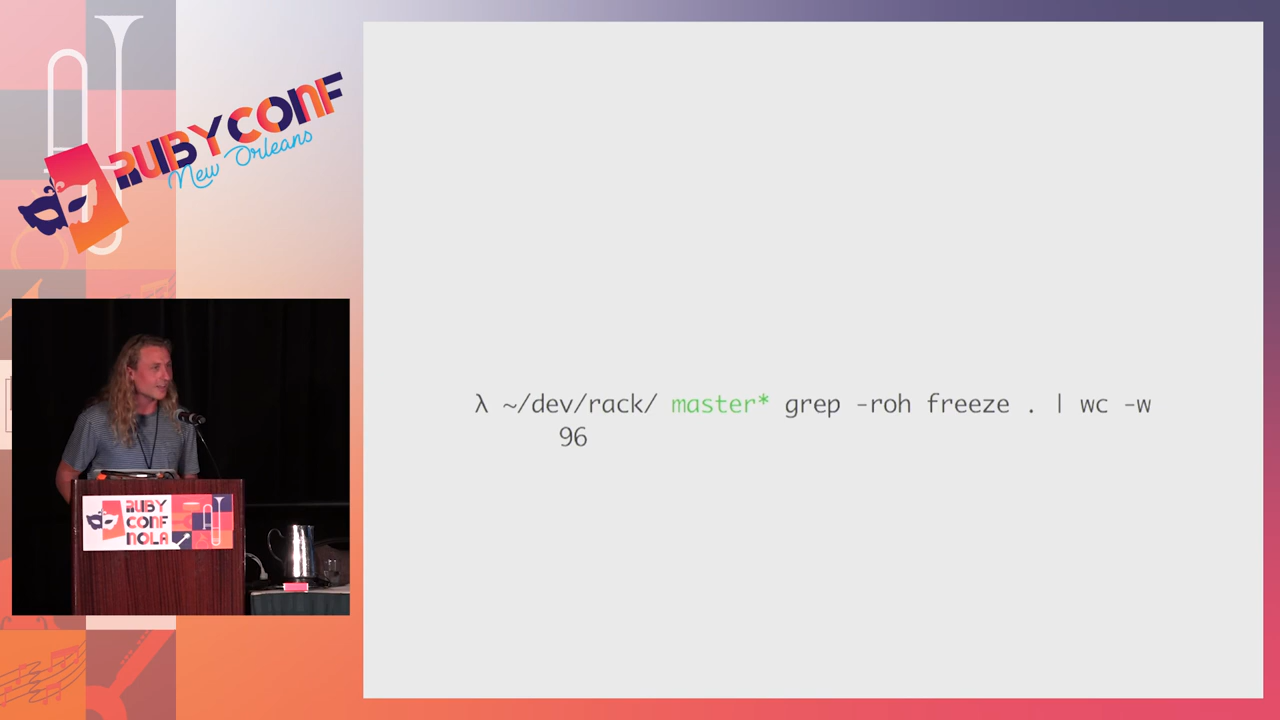 RUBYCONF
New Orleans
λ ~/dev/rack/ master* grep -roh freeze . | wc -w
96
RUBY
CONF
NOLA